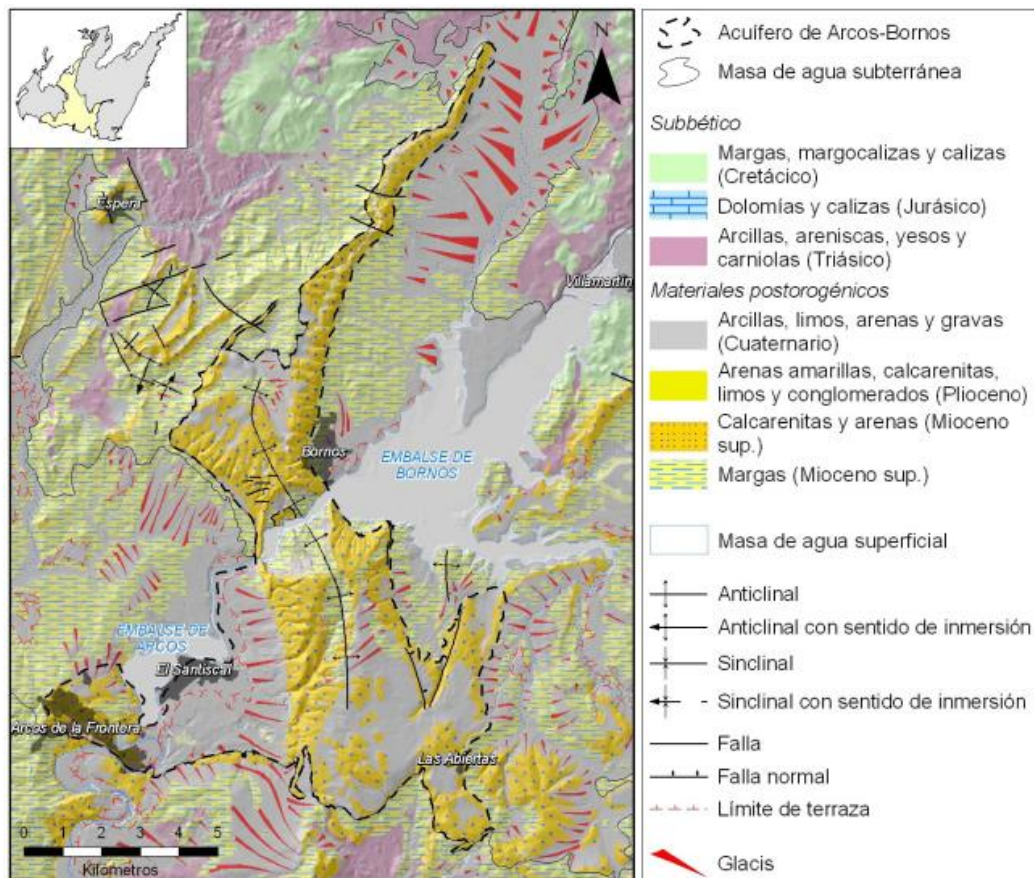 N
Espera
Villamartín
Bornos
EMBALSE DE
BORNOS
EMBALSE DE
ARCOS
El Santiscal
Arcos de la Frontera
Las Abiertas
0 1 2 3 4 5
Kilómetros
Acuífero de Arcos-Bornos
Masa de agua subterránea
Subbético
Margas, margocalizas y calizas
(Cretácico)
Dolomías y calizas (Jurásico)
Arcillas, areniscas, yesos y
carniolas (Triásico)
Materiales postorogénicos
Arcillas, limos, arenas y gravas
(Cuaternario)
Arenas amarillas, calcarenitas,
limos y conglomerados (Plioceno)
Calcarenitas y arenas (Mioceno
sup.)
Margas (Mioceno sup.)
Masa de agua superficial
Anticlinal
Anticlinal con sentido de inmersión
Sinclinal
Sinclinal con sentido de inmersión
Falla
Falla normal
Límite de terraza
Glacis